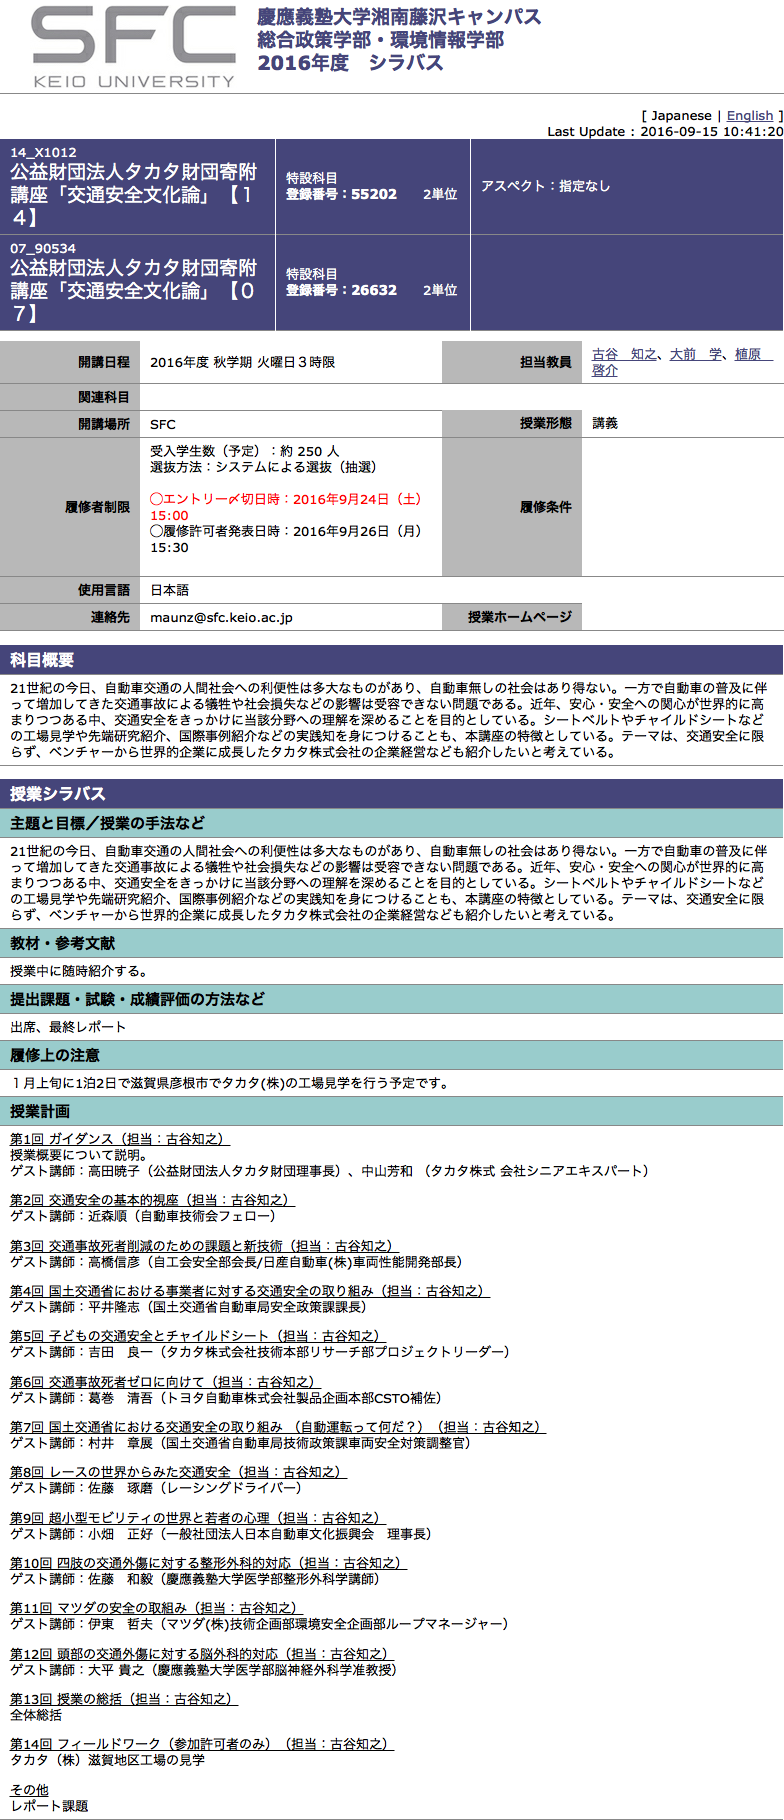 SFC
KEIO UNIVERSITY
慶應義塾大学湘南藤沢キャンパス
総合政策学部・環境情報学部
2016年度　シラバス
[ Japanese | English ]
Last Update : 2016-09-15 10:41:20
14_X1012
公益財団法人タカタ財団寄附
講座「交通安全文化論」【１
４】
特設科目
登録番号：55202　2単位
アスペクト：指定なし
07_90534
公益財団法人タカタ財団寄附
講座「交通安全文化論」【０
７】
特設科目
登録番号：26632　2単位
開講日程
2016年度 秋学期 火曜日３時限
担当教員
古谷　知之、大前　学、植原
啓介
関連科目
開講場所
SFC
授業形態
講義
履修者制限
受入学生数（予定）：約 250 人
選抜方法：システムによる選抜（抽選）
◯エントリー〆切日時：2016年9月24日（土）
15:00
◯履修許可者発表日時：2016年9月26日（月）
15:30
履修条件
使用言語
日本語
連絡先
maunz@sfc.keio.ac.jp
授業ホームページ
科目概要
21世紀の今日、自動車交通の人間社会への利便性は多大なものがあり、自動車無しの社会はあり得ない。一方で自動車の普及に伴
って増加してきた交通事故による犠牲や社会損失などの影響は受容できない問題である。近年、安心・安全への関心が世界的に高
まりつつある中、交通安全をきっかけに当該分野への理解を深めることを目的としている。シートベルトやチャイルドシートなど
の工場見学や先端研究紹介、国際事例紹介などの実践知を身につけることも、本講座の特徴としている。テーマは、交通安全に限
らず、ベンチャーから世界的企業に成長したタカタ株式会社の企業経営なども紹介したいと考えている。
授業シラバス
主題と目標／授業の手法など
21世紀の今日、自動車交通の人間社会への利便性は多大なものがあり、自動車無しの社会はあり得ない。一方で自動車の普及に伴
って増加してきた交通事故による犠牲や社会損失などの影響は受容できない問題である。近年、安心・安全への関心が世界的に高
まりつつある中、交通安全をきっかけに当該分野への理解を深めることを目的としている。シートベルトやチャイルドシートなど
の工場見学や先端研究紹介、国際事例紹介などの実践知を身につけることも、本講座の特徴としている。テーマは、交通安全に限
らず、ベンチャーから世界的企業に成長したタカタ株式会社の企業経営なども紹介したいと考えている。
教材・参考文献
授業中に随時紹介する。
提出課題・試験・成績評価の方法など
出席、最終レポート
履修上の注意
１月上旬に1泊2日で滋賀県彦根市でタカタ(株)の工場見学を行う予定です。
授業計画
第1回 ガイダンス（担当：古谷知之）
授業概要について説明。
ゲスト講師：高田暁子（公益財団法人タカタ財団理事長）、中山芳和 （タカタ株式 会社シニアエキスパート）
第2回 交通安全の基本的視座（担当：古谷知之）
ゲスト講師：近森順（自動車技術会フェロー）
第3回 交通事故死者削減のための課題と新技術（担当：古谷知之）
ゲスト講師：高橋信彦（自工会安全部会長/日産自動車(株)車両性能開発部長）
第4回 国土交通省における事業者に対する交通安全の取り組み（担当：古谷知之）
ゲスト講師：平井隆志（国土交通省自動車局安全政策課課長）
第5回 子どもの交通安全とチャイルドシート（担当：古谷知之）
ゲスト講師：吉田　良一（タカタ株式会社技術本部リサーチ部プロジェクトリーダー）
第6回 交通事故死者ゼロに向けて（担当：古谷知之）
ゲスト講師：葛巻　清吾（トヨタ自動車株式会社製品企画本部CSTO補佐）
第7回 国土交通省における交通安全の取り組み （自動運転って何だ？）（担当：古谷知之）
ゲスト講師：村井　章展（国土交通省自動車局技術政策課車両安全対策調整官）
第8回 レースの世界からみた交通安全（担当：古谷知之）
ゲスト講師：佐藤　琢磨（レーシングドライバー）
第9回 超小型モビリティの世界と若者の心理（担当：古谷知之）
ゲスト講師：小畑　正好（一般社団法人日本自動車文化振興会　理事長）
第10回 四肢の交通外傷に対する整形外科的対応（担当：古谷知之）
ゲスト講師：佐藤　和毅（慶應義塾大学医学部整形外科学講師）
第11回 マツダの安全の取組み（担当：古谷知之）
ゲスト講師：伊東　哲夫（マツダ(株)技術企画部環境安全企画部ループマネージャー）
第12回 頭部の交通外傷に対する脳外科的対応（担当：古谷知之）
ゲスト講師：大平 貴之（慶應義塾大学医学部脳神経外科学准教授）
第13回 授業の総括（担当：古谷知之）
全体総括
第14回 フィールドワーク（参加許可者のみ）（担当：古谷知之）
タカタ（株）滋賀地区工場の見学
その他
レポート課題